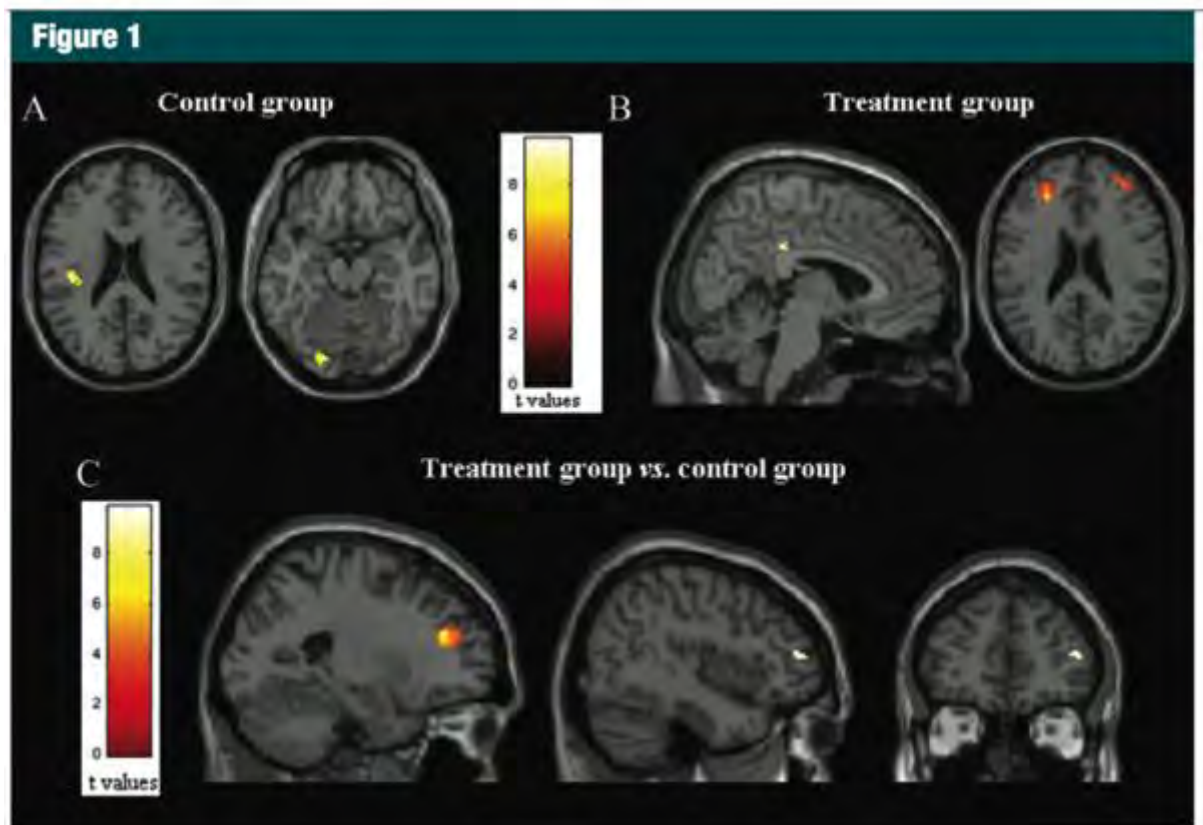 Figure 1
A
Control group
8
6
4
2
0
t values
B
Treatment group
C
Treatment group vs. control group
8
6
4
2
0
t values